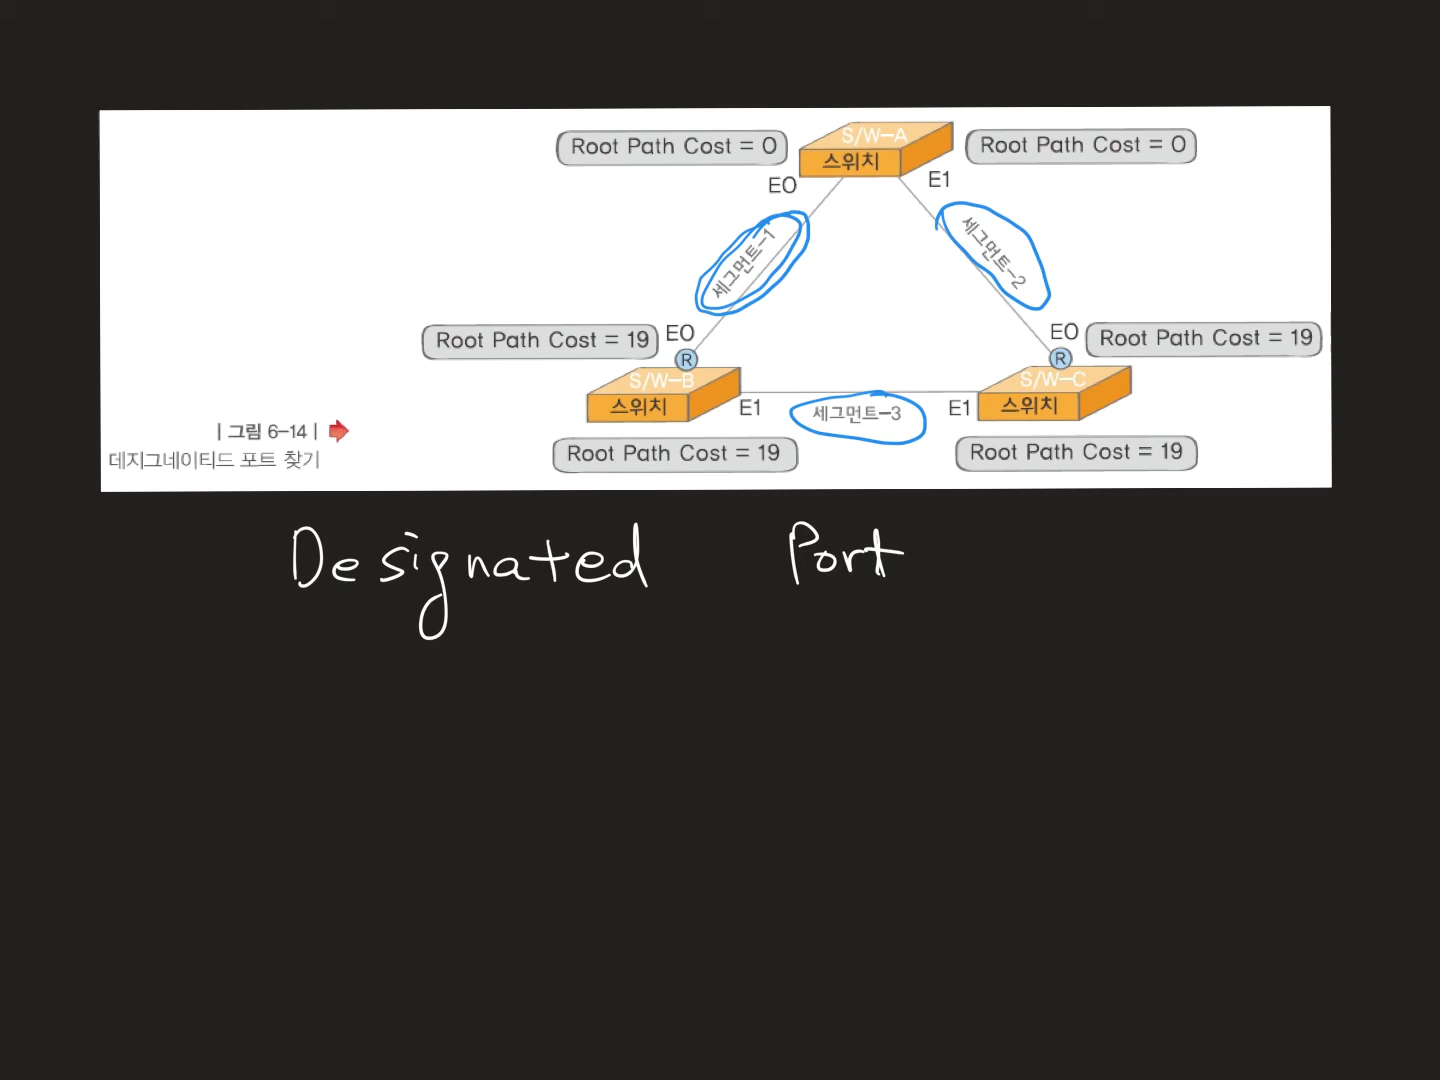 S/W-A
Root Path Cost = 0
스위치
Root Path Cost = 0
E0
E1
세그먼트-1
세그먼트-2
Root Path Cost = 19
E0
E0
Root Path Cost = 19
R
R
S/W-B
S/W-C
스위치
E1
세그먼트-3
E1
스위치
| 그림 6-14 |
데지그네이티드 포트 찾기
Root Path Cost = 19
Root Path Cost = 19
Designated Port